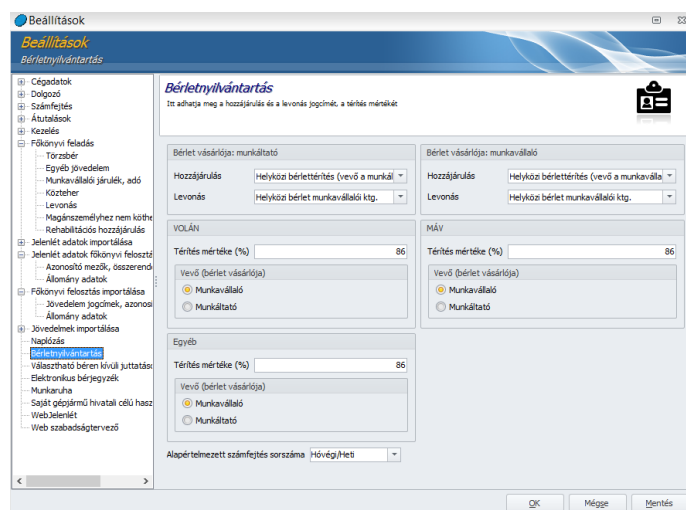 Beállítások
Beállítások
Bérletnyilvántartás
Cégadatok
Dolgozó
Számfejtés
Átutalások
Kezelés
Főkönyvi feladás
Törzsbér
Egyéb jövedelem
Munkavállalói járulék, adó
Közteher
Levonás
Magánszemélyhez nem köthe
Rehabilitációs hozzájárulás
Jelenlét adatok importálása
Jelenlét adatok főkönyvi felosztá
Azonosító mezők, összerend
Állomány adatok
Főkönyvi felosztás importálása
Jövedelem jogcímek, azonosí
Állomány adatok
Jövedelmek importálása
Naplózás
Bérletnyilvántartás
Választható béren kívüli juttatáso
Elektronikus bérjegyzék
Munkaruha
Saját gépjármű hivatali célú hasz
WebJelenlét
Web szabadságtervező
Bérletnyilvántartás
Itt adhatja meg a hozzájárulás és a levonás jogcímét, a térítés mértékét
Bérlet vásárlója: munkáltató
Hozzájárulás Helyközi bérlettérítés (vevő a munkál
Levonás Helyközi bérlet munkavállalói ktg.
Bérlet vásárlója: munkavállaló
Hozzájárulás Helyközi bérlettérítés (vevő a munkaválla
Levonás Helyközi bérlet munkavállalói ktg.
VOLÁN
Térítés mértéke (%) 86
Vevő (bérlet vásárlója)
Munkavállaló
Munkáltató
MÁV
Térítés mértéke (%) 86
Vevő (bérlet vásárlója)
Munkavállaló
Munkáltató
Egyéb
Térítés mértéke (%) 86
Vevő (bérlet vásárlója)
Munkavállaló
Munkáltató
Alapértelmezett számfejtés sorszáma Hóvégi/Heti
OK Mégse Mentés